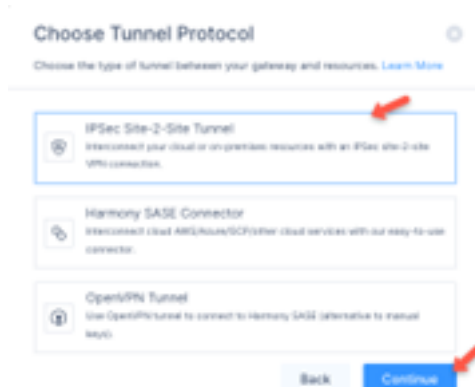 Choose Tunnel Protocol
Choose the type of tunnel between your gateway and resources. Learn More
IPSec Site-2-Site Tunnel
Interconnect your cloud or on-premises resources with an IPSec site-2-site
VPN connection.
Harmony SASE Connector
Interconnect cloud AWS/Azure/GCP/other cloud services with our easy-to-use
connector.
OpenVPN Tunnel
Use OpenVPN tunnel to connect to Harmony SASE (alternative to manual
keys).
Back
Continue